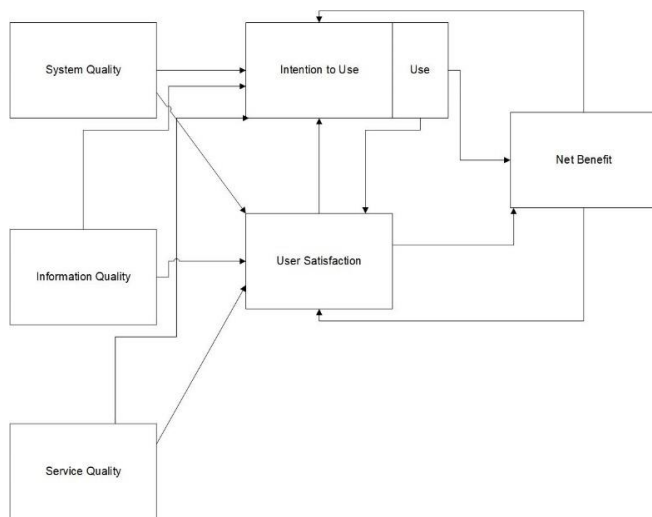 System Quality
Intention to Use
Use
Net Benefit
Information Quality
User Satisfaction
Service Quality